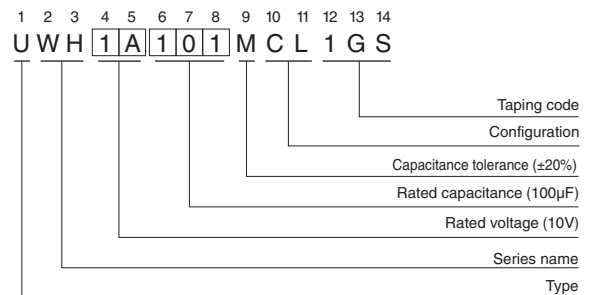 1 2 3 4 5 6 7 8 9 10 11 12 13 14
U W H 1 A 1 0 1 M C L 1 G S
Taping code
Configuration
Capacitance tolerance (±20%)
Rated capacitance (100µF)
Rated voltage (10V)
Series name
Type